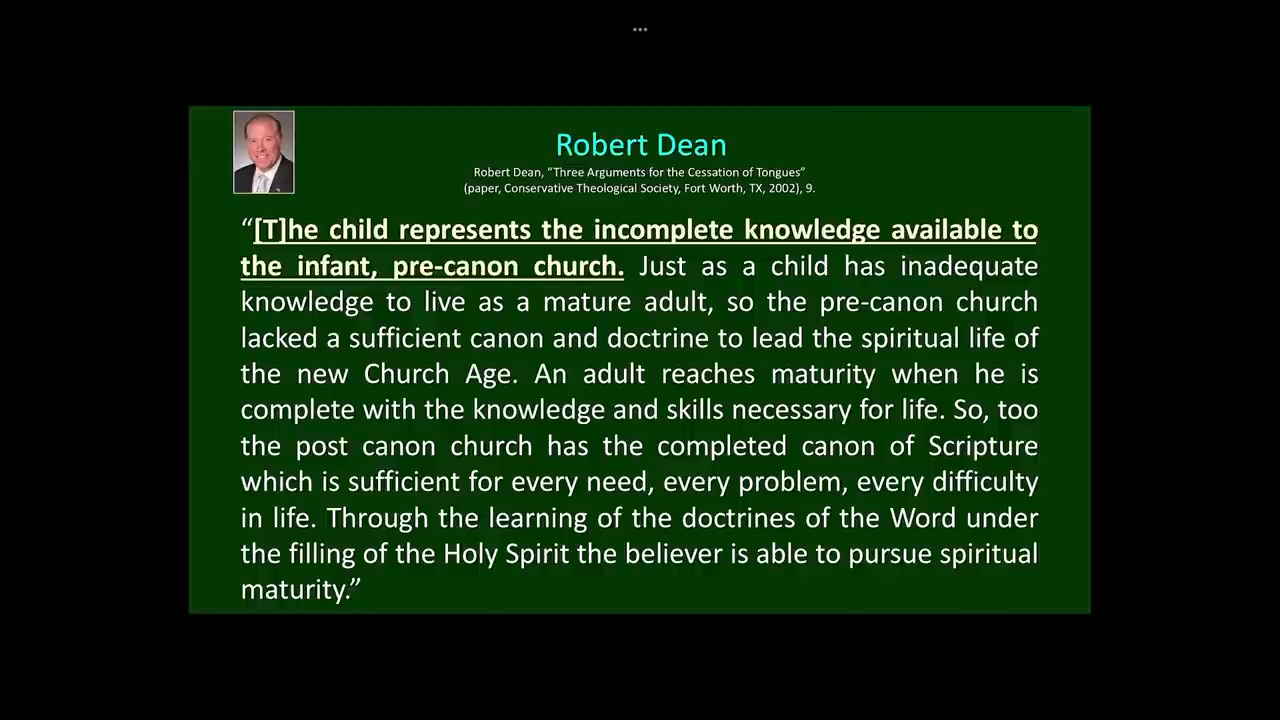 Robert Dean
Robert Dean, “Three Arguments for the Cessation of Tongues”
(paper, Conservative Theological Society, Fort Worth, TX, 2002), 9.
“[T]he child represents the incomplete knowledge available to
the infant, pre-canon church. Just as a child has inadequate
knowledge to live as a mature adult, so the pre-canon church
lacked a sufficient canon and doctrine to lead the spiritual life of
the new Church Age. An adult reaches maturity when he is
complete with the knowledge and skills necessary for life. So, too
the post canon church has the completed canon of Scripture
which is sufficient for every need, every problem, every difficulty
in life. Through the learning of the doctrines of the Word under
the filling of the Holy Spirit the believer is able to pursue spiritual
maturity.”